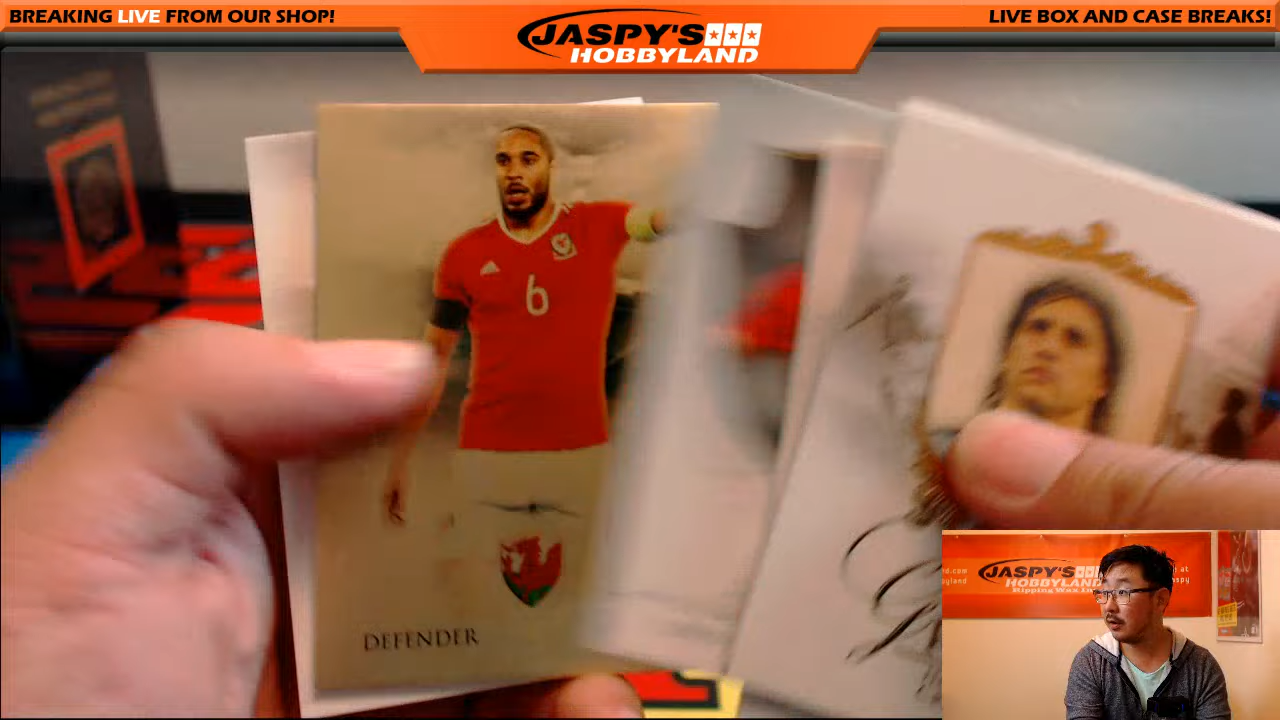 BREAKING LIVE FROM OUR SHOP!
JASPY'S
HOBBYLAND
LIVE BOX AND CASE BREAKS!
6
DEFENDER
JASPY'S
HOBBYLAND